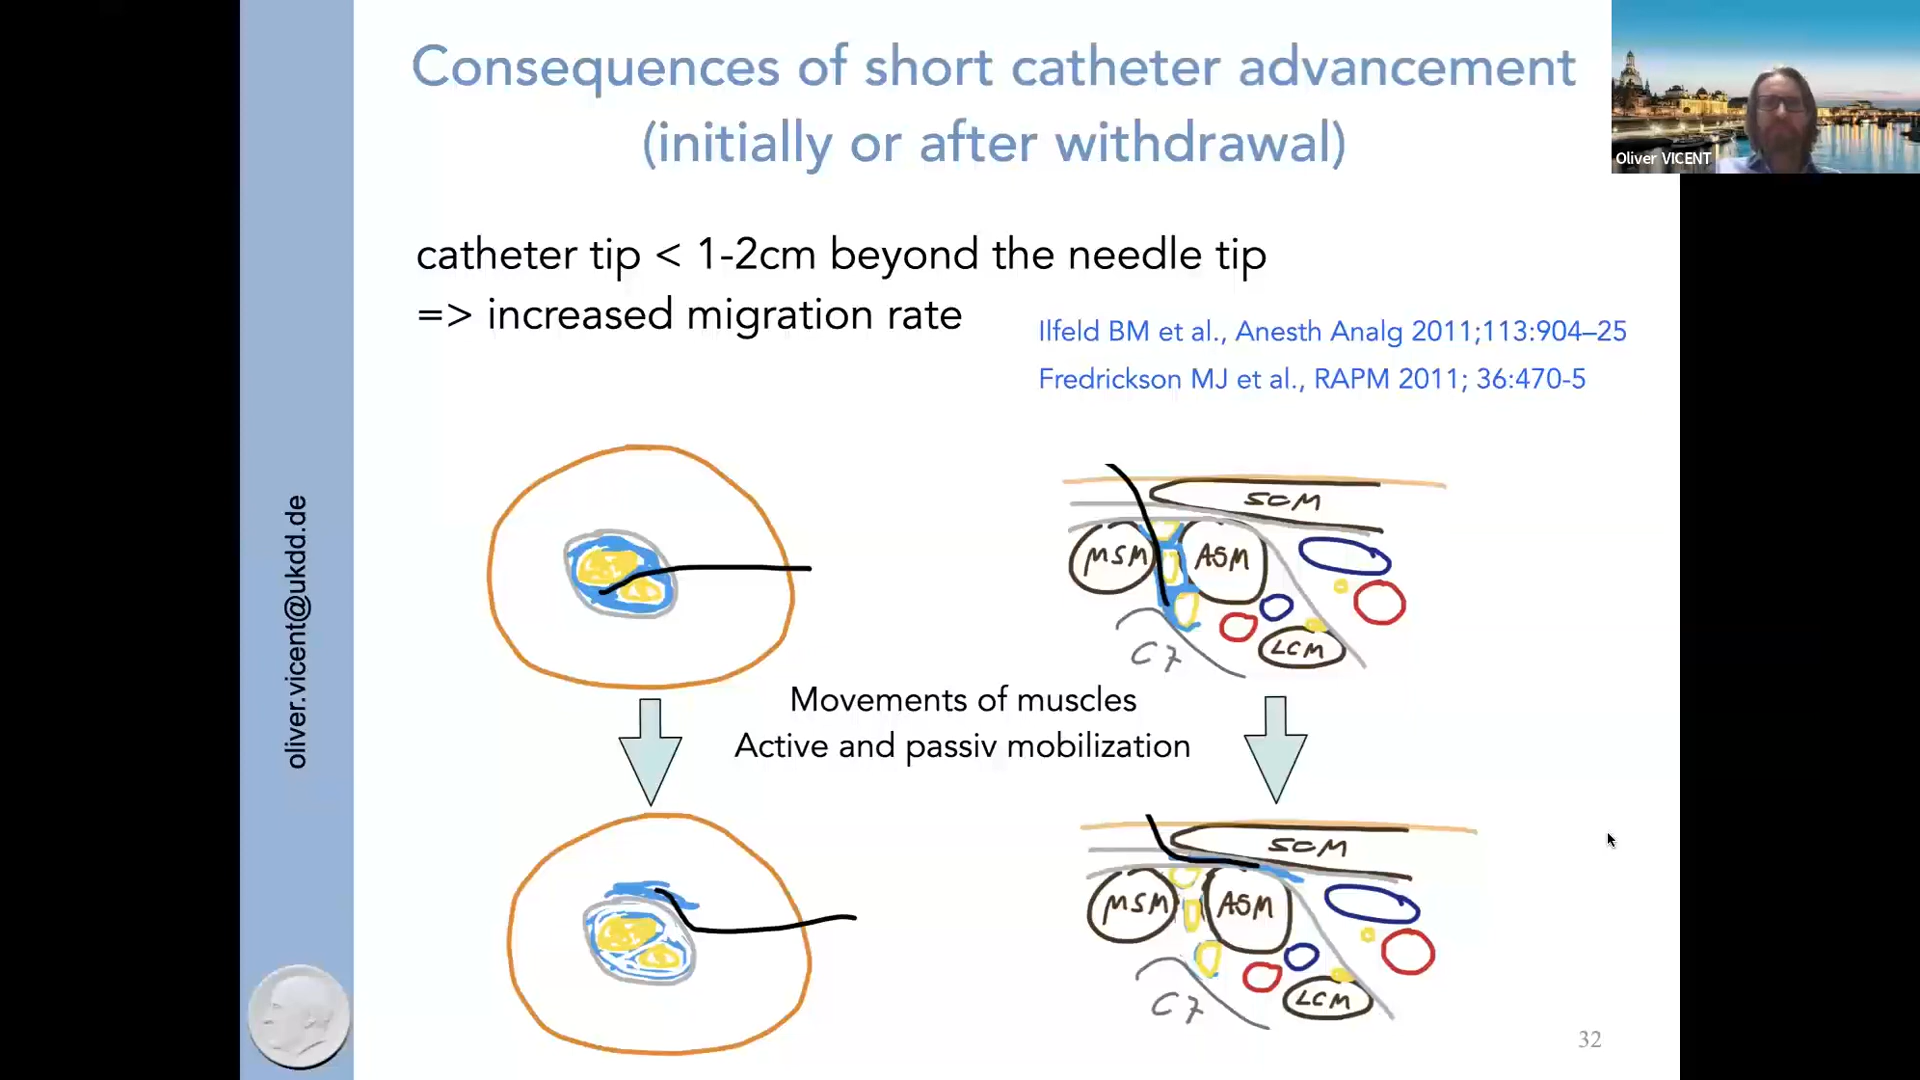 Consequences of short catheter advancement
(initially or after withdrawal)
Oliver VICENT
catheter tip < 1-2cm beyond the needle tip
=> increased migration rate
Ilfeld BM et al., Anesth Analg 2011;113:904–25
Fredrickson MJ et al., RAPM 2011; 36:470-5
oliver.vicent@ukdd.de
SCM
MSM
ASM
LCM
C7
Movements of muscles
Active and passiv mobilization
SCM
MSM
ASM
LCM
C7
32